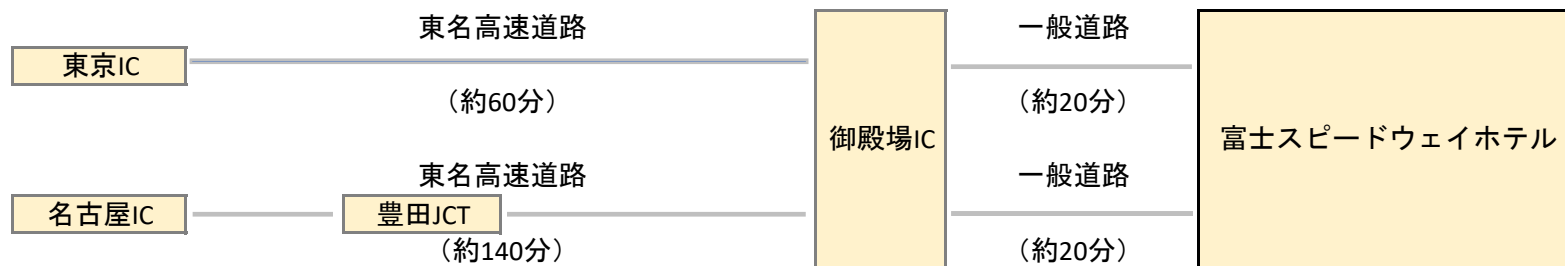 東名高速道路 一般道路
東京IC
（約60分） （約20分）
御殿場IC 富士スピードウェイホテル
東名高速道路 一般道路
名古屋IC 豊田JCT
（約140分） （約20分）